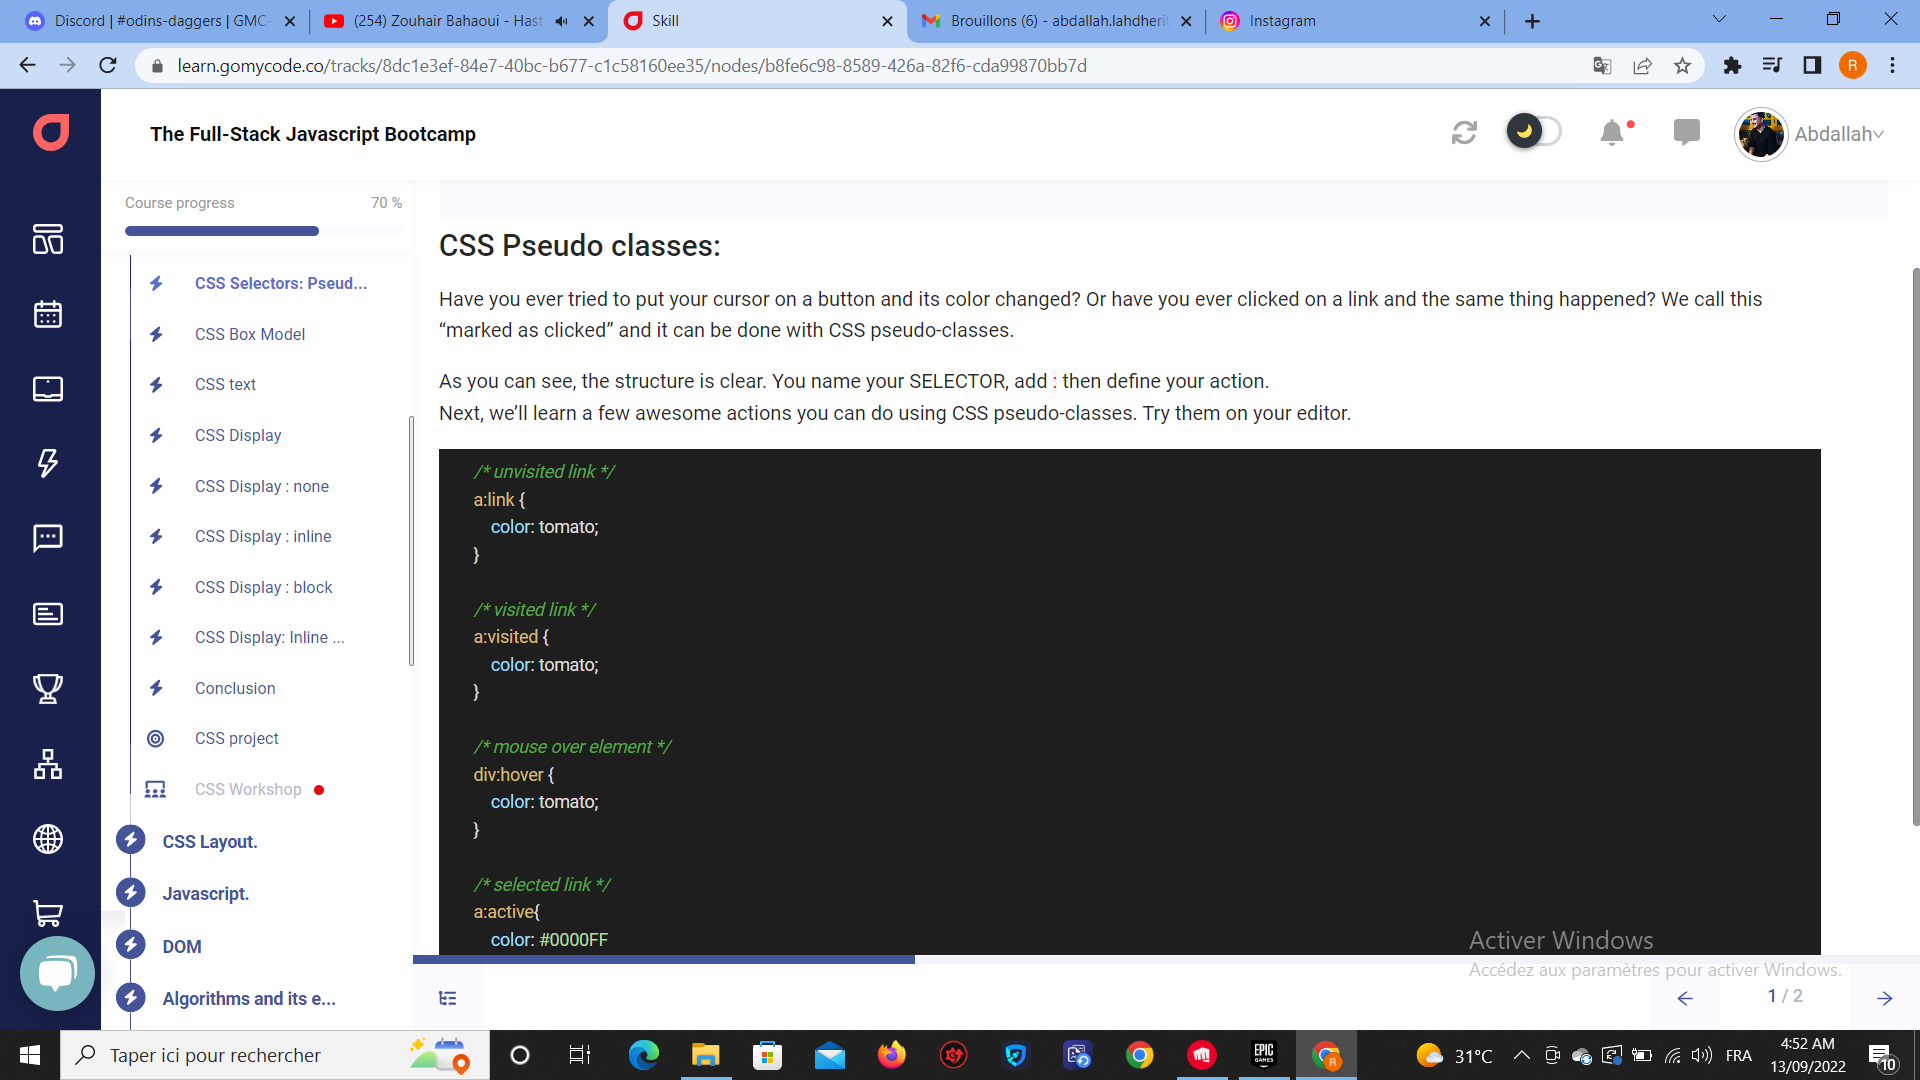 Discord | #odins-daggers | GMC-
(254) Zouhair Bahaoui - Hast
Skill
Brouillons (6) - abdallah.lahdheri
Instagram
learn.gomycode.co/tracks/8dc1e3ef-84e7-40bc-b677-c1c58160ee35/nodes/b8fe6c98-8589-426a-82f6-cda99870bb7d
R
The Full-Stack Javascript Bootcamp
Abdallah
Course progress
70 %
CSS Selectors: Pseud...
CSS Box Model
CSS text
CSS Display
CSS Display : none
CSS Display : inline
CSS Display : block
CSS Display: Inline ...
Conclusion
CSS project
CSS Workshop
CSS Layout.
Javascript.
DOM
Algorithms and its e...
CSS Pseudo classes:
Have you ever tried to put your cursor on a button and its color changed? Or have you ever clicked on a link and the same thing happened? We call this
“marked as clicked” and it can be done with CSS pseudo-classes.
As you can see, the structure is clear. You name your SELECTOR, add : then define your action.
Next, we’ll learn a few awesome actions you can do using CSS pseudo-classes. Try them on your editor.
/* unvisited link */
a:link {
color: tomato;
}
/* visited link */
a:visited {
color: tomato;
}
/* mouse over element */
div:hover {
color: tomato;
}
/* selected link */
a:active{
color: #0000FF
Activer Windows
Accédez aux paramètres pour activer Windows.
1 / 2
Taper ici pour rechercher
EPIC
GAMES
R
31°C
FRA
4:52 AM
13/09/2022
10